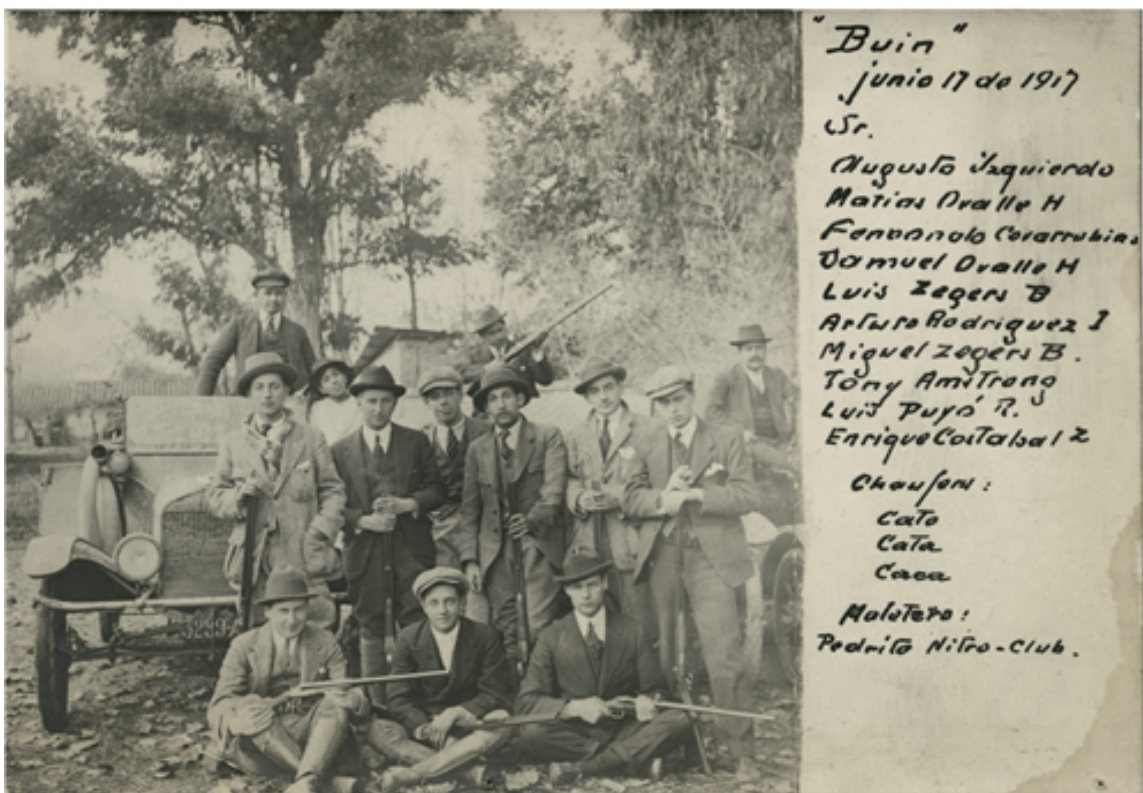 "Buin"
junio 17 de 1917
Sr.
Augusto Izquierdo
Matias Ovalle H
Fernando Covarrubias
Samuel Ovalle H
Luis Zegers B
Arturo Rodriguez I
Miguel Zegers B.
Tony Amstrong
Luis Puyó R.
Enrique Costabal Z
Chaufers:
Cato
Cata
Caca
Malutero:
Pedrito Nitro-Club.